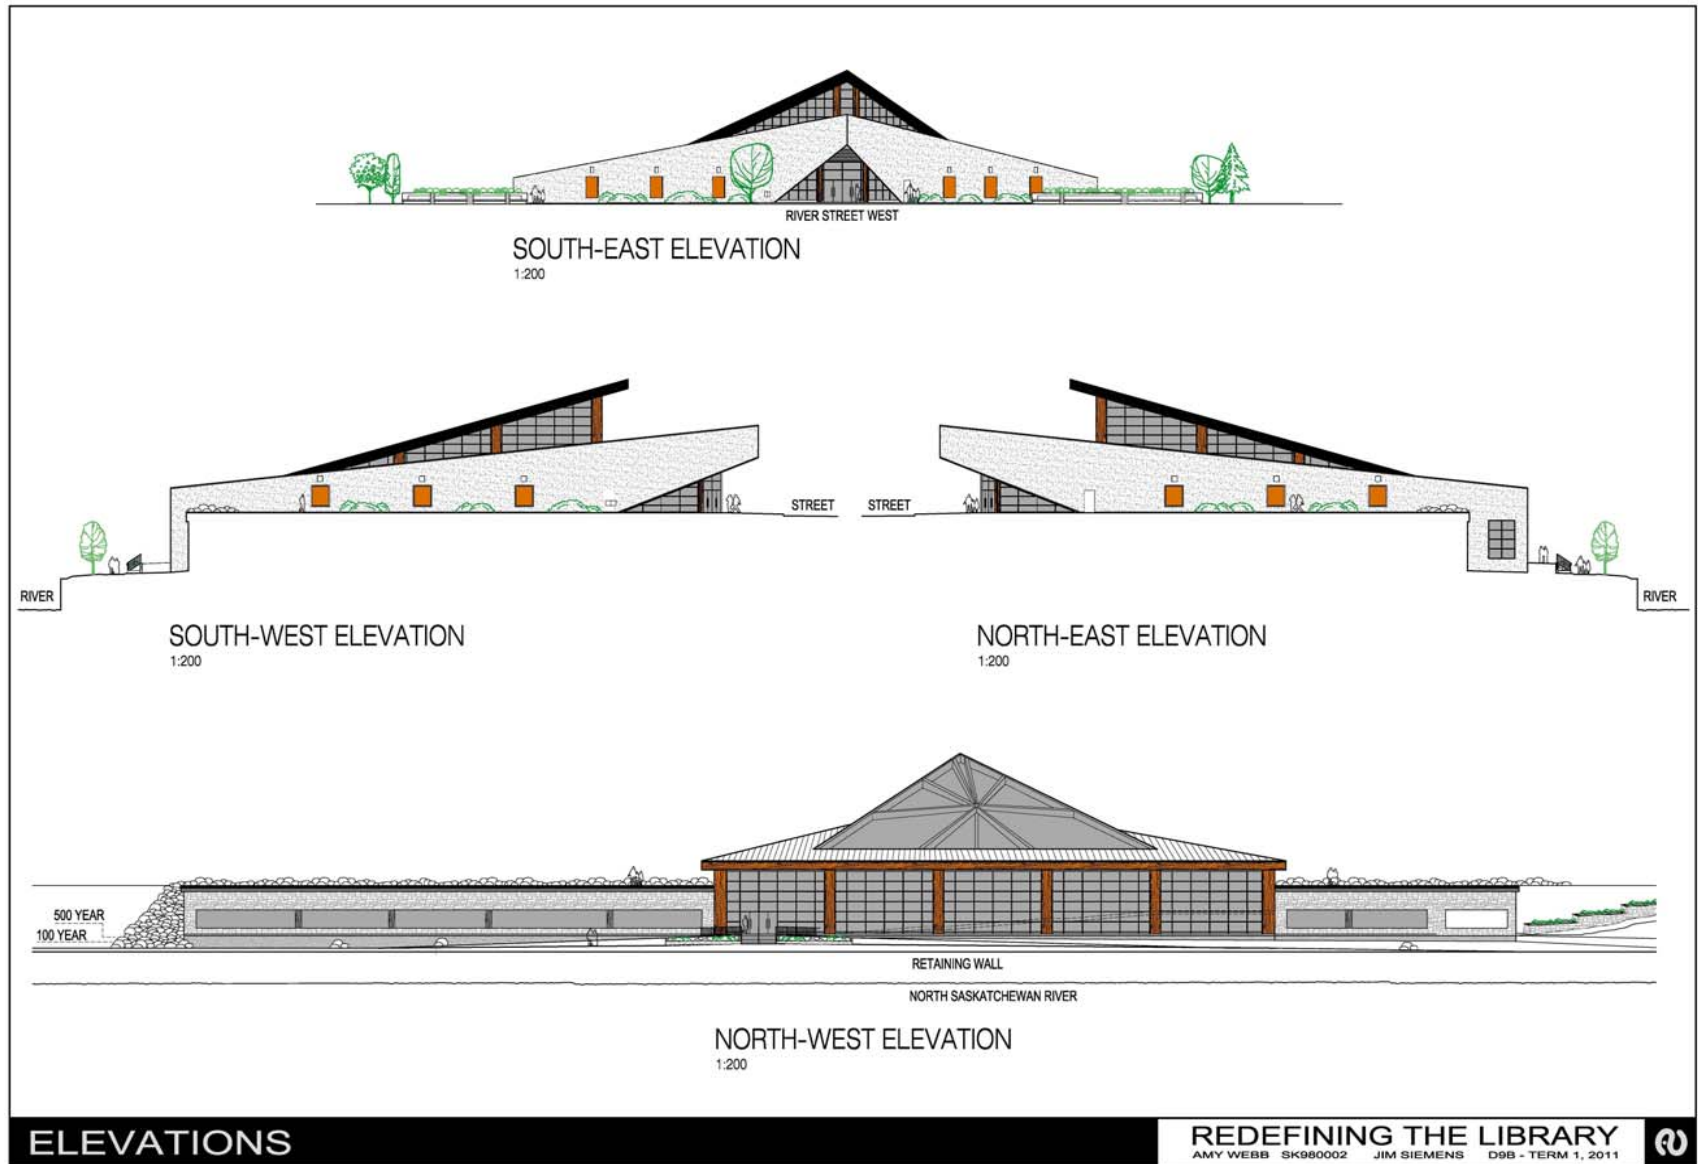 RIVER STREET WEST
SOUTH-EAST ELEVATION
1:200
STREET
STREET
RIVER
RIVER
SOUTH-WEST ELEVATION
1:200
NORTH-EAST ELEVATION
1:200
500 YEAR
100 YEAR
RETAINING WALL
NORTH SASKATCHEWAN RIVER
NORTH-WEST ELEVATION
1:200
ELEVATIONS
REDEFINING THE LIBRARY
AMY WEBB SK980002 JIM SIEMENS D9B - TERM 1, 2011